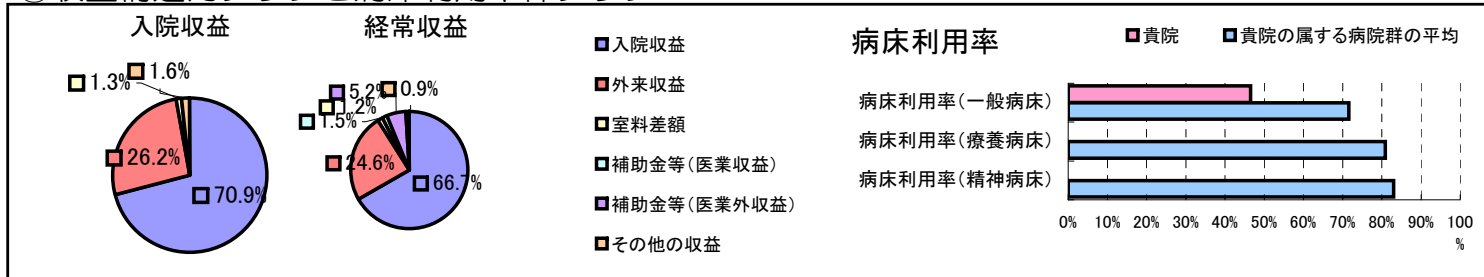 入院収益
1.3%
1.6%
26.2%
70.9%
経常収益
5.2%
0.9%
1.2%
1.5%
24.6%
66.7%
入院収益
外来収益
室料差額
補助金等(医業収益)
補助金等(医業外収益)
その他の収益
病床利用率
貴院
貴院の属する病院群の平均
病床利用率(一般病床)
病床利用率(療養病床)
病床利用率(精神病床)
0% 10% 20% 30% 40% 50% 60% 70% 80% 90% 100
%